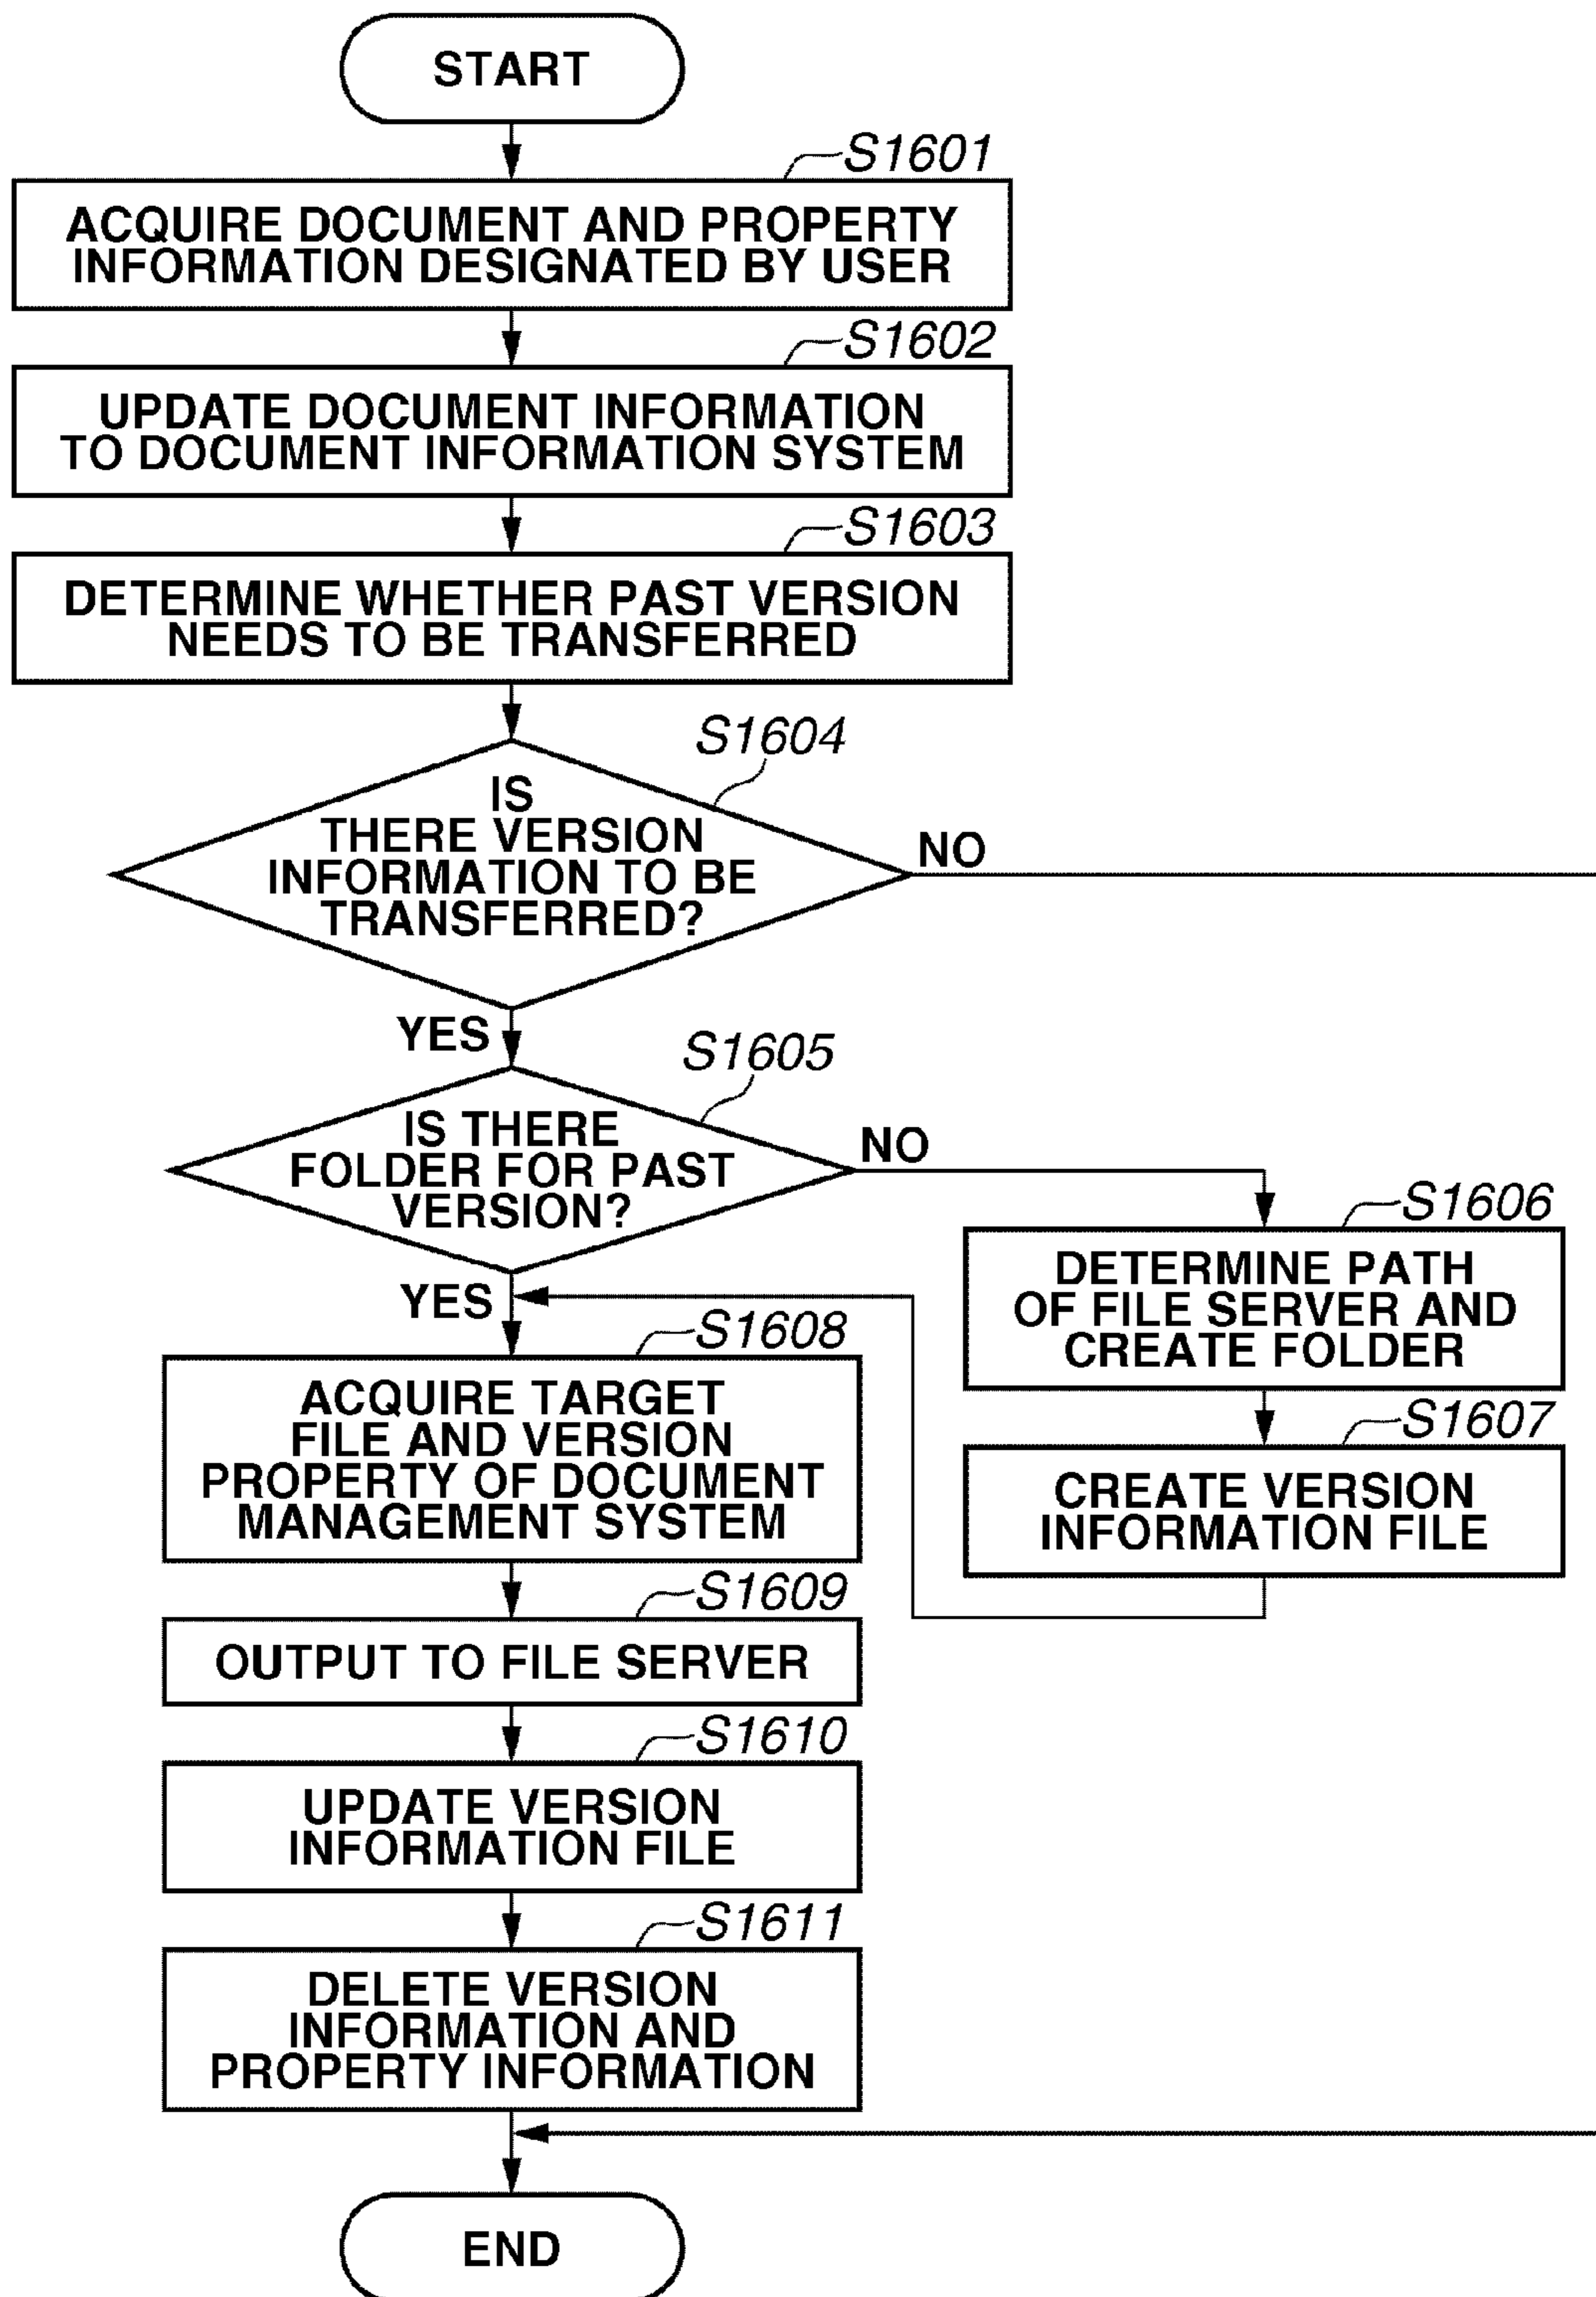 START
S1601
ACQUIRE DOCUMENT AND PROPERTY
INFORMATION DESIGNATED BY USER
S1602
UPDATE DOCUMENT INFORMATION
TO DOCUMENT INFORMATION SYSTEM
S1603
DETERMINE WHETHER PAST VERSION
NEEDS TO BE TRANSFERRED
S1604
IS
THERE VERSION
INFORMATION TO BE
TRANSFERRED?
NO
YES
S1605
IS THERE
FOLDER FOR PAST
VERSION?
NO
S1606
DETERMINE PATH
OF FILE SERVER AND
CREATE FOLDER
S1607
CREATE VERSION
INFORMATION FILE
YES
S1608
ACQUIRE TARGET
FILE AND VERSION
PROPERTY OF DOCUMENT
MANAGEMENT SYSTEM
S1609
OUTPUT TO FILE SERVER
S1610
UPDATE VERSION
INFORMATION FILE
S1611
DELETE VERSION
INFORMATION AND
PROPERTY INFORMATION
END